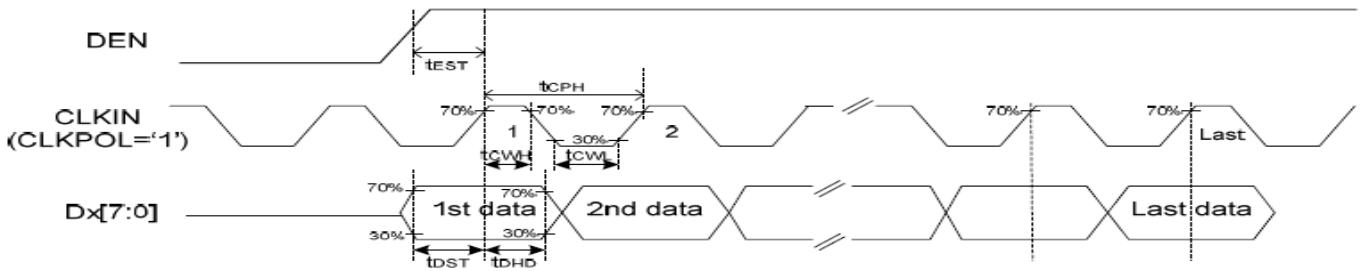 DEN
tEST
tCPH
CLKIN
(CLKPOL=‘1’)
70% 70% 70% 70% 70%
1 2 Last
30%
tCWH tCWL
Dx[7:0]
70% 70%
1st data 2nd data Last data
30% 30%
tDST tDHD